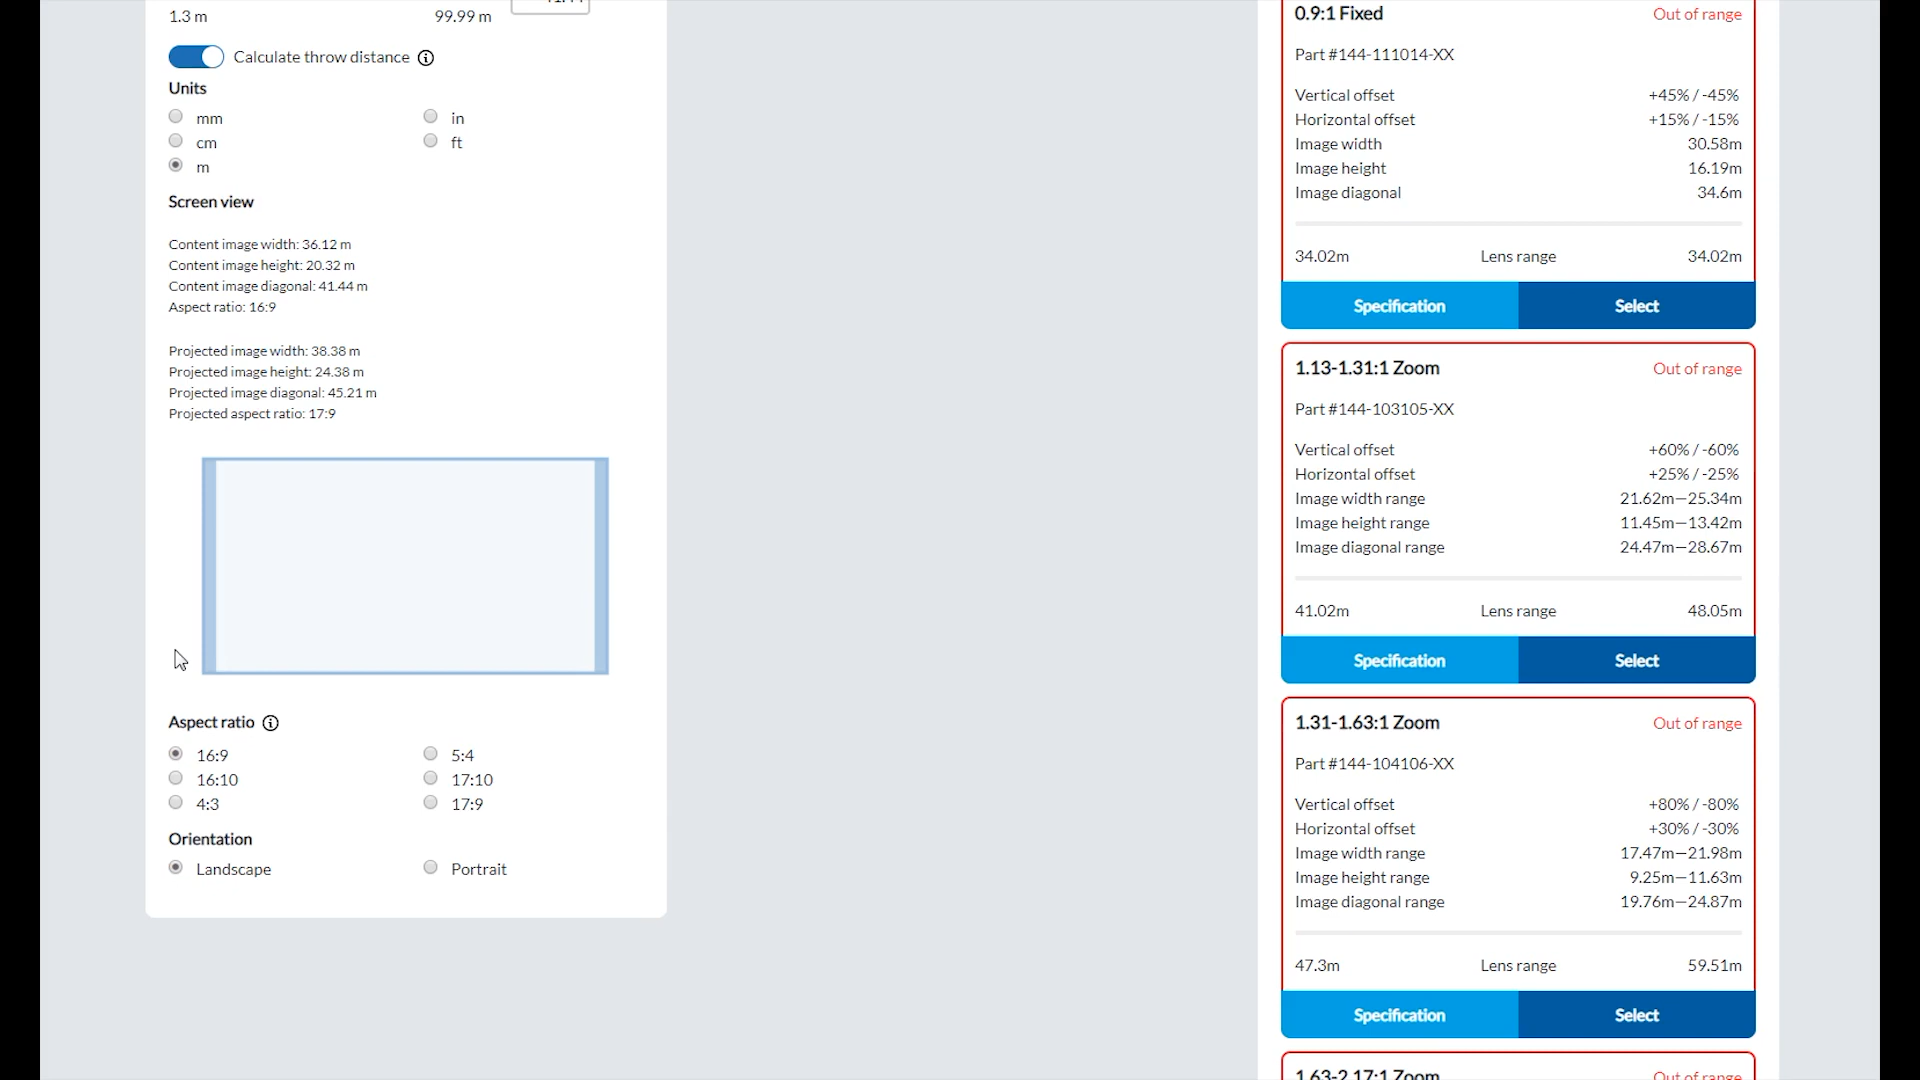 1.3 m 99.99 m
Calculate throw distance
Units
mm in
cm ft
m
Screen view
Content image width: 36.12 m
Content image height: 20.32 m
Content image diagonal: 41.44 m
Aspect ratio: 16:9
Projected image width: 38.38 m
Projected image height: 24.38 m
Projected image diagonal: 45.21 m
Projected aspect ratio: 17:9
Aspect ratio
16:9 5:4
16:10 17:10
4:3 17:9
Orientation
Landscape Portrait
0.9:1 Fixed Out of range
Part #144-111014-XX
Vertical offset +45% / -45%
Horizontal offset +15% / -15%
Image width 30.58m
Image height 16.19m
Image diagonal 34.6m
34.02m Lens range 34.02m
Specification Select
1.13-1.31:1 Zoom Out of range
Part #144-103105-XX
Vertical offset +60% / -60%
Horizontal offset +25% / -25%
Image width range 21.62m—25.34m
Image height range 11.45m—13.42m
Image diagonal range 24.47m—28.67m
41.02m Lens range 48.05m
Specification Select
1.31-1.63:1 Zoom Out of range
Part #144-104106-XX
Vertical offset +80% / -80%
Horizontal offset +30% / -30%
Image width range 17.47m—21.98m
Image height range 9.25m—11.63m
Image diagonal range 19.76m—24.87m
47.3m Lens range 59.51m
Specification Select
1.63-2.17:1 Zoom Out of range